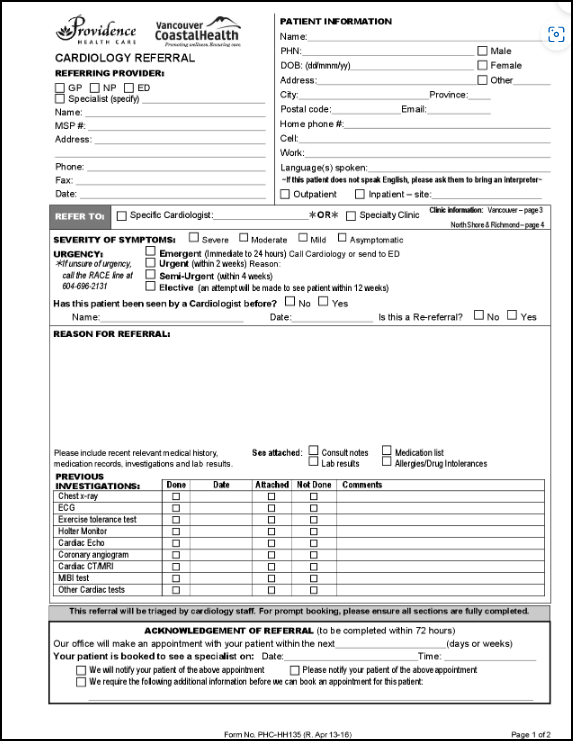 Providence
HEALTH CARE
Vancouver
CoastalHealth
Promoting wellness. Ensuring care.
CARDIOLOGY REFERRAL
REFERRING PROVIDER:
GP NP ED
Specialist (specify)
Name:
MSP #:
Address:
Phone:
Fax:
Date:
PATIENT INFORMATION
Name:
PHN: Male
DOB: (dd/mmm/yy) Female
Address: Other
City: Province:
Postal code: Email:
Home phone #:
Cell:
Work:
Language(s) spoken:
~If this patient does not speak English, please ask them to bring an interpreter~
Outpatient Inpatient – site:
REFER TO: Specific Cardiologist: *OR* Specialty Clinic Clinic information: Vancouver – page 3
North Shore & Richmond – page 4
SEVERITY OF SYMPTOMS: Severe Moderate Mild Asymptomatic
URGENCY: Emergent (Immediate to 24 hours) Call Cardiology or send to ED
*If unsure of urgency, Urgent (within 2 weeks) Reason:
call the RACE line at Semi-Urgent (within 4 weeks)
604-696-2131 Elective (an attempt will be made to see patient within 12 weeks)
Has this patient been seen by a Cardiologist before? No Yes
Name: Date: Is this a Re-referral? No Yes
REASON FOR REFERRAL:
Please include recent relevant medical history, See attached: Consult notes Medication list
medication records, investigations and lab results. Lab results Allergies/Drug Intolerances
PREVIOUS
INVESTIGATIONS: Done Date Attached Not Done Comments
Chest x-ray
ECG
Exercise tolerance test
Holter Monitor
Cardiac Echo
Coronary angiogram
Cardiac CT/MRI
MIBI test
Other Cardiac tests
This referral will be triaged by cardiology staff. For prompt booking, please ensure all sections are fully completed.
ACKNOWLEDGEMENT OF REFERRAL (to be completed within 72 hours)
Our office will make an appointment with your patient within the next (days or weeks)
Your patient is booked to see a specialist on: Date: Time:
We will notify your patient of the above appointment Please notify your patient of the above appointment
We require the following additional information before we can book an appointment for this patient:
Form No. PHC-HH135 (R. Apr 13-16) Page 1 of 2